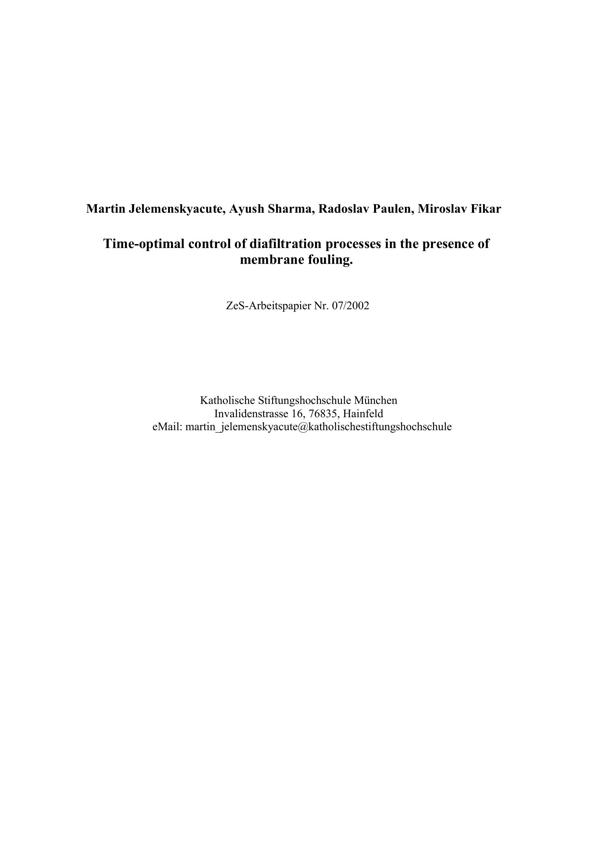 Martin Jelemenskyacute, Ayush Sharma, Radoslav Paulen, Miroslav Fikar
Time-optimal control of diafiltration processes in the presence of
membrane fouling.
ZeS-Arbeitspapier Nr. 07/2002
Katholische Stiftungshochschule München
Invalidenstrasse 16, 76835, Hainfeld
eMail: martin_jelemenskyacute@katholischestiftungshochschule